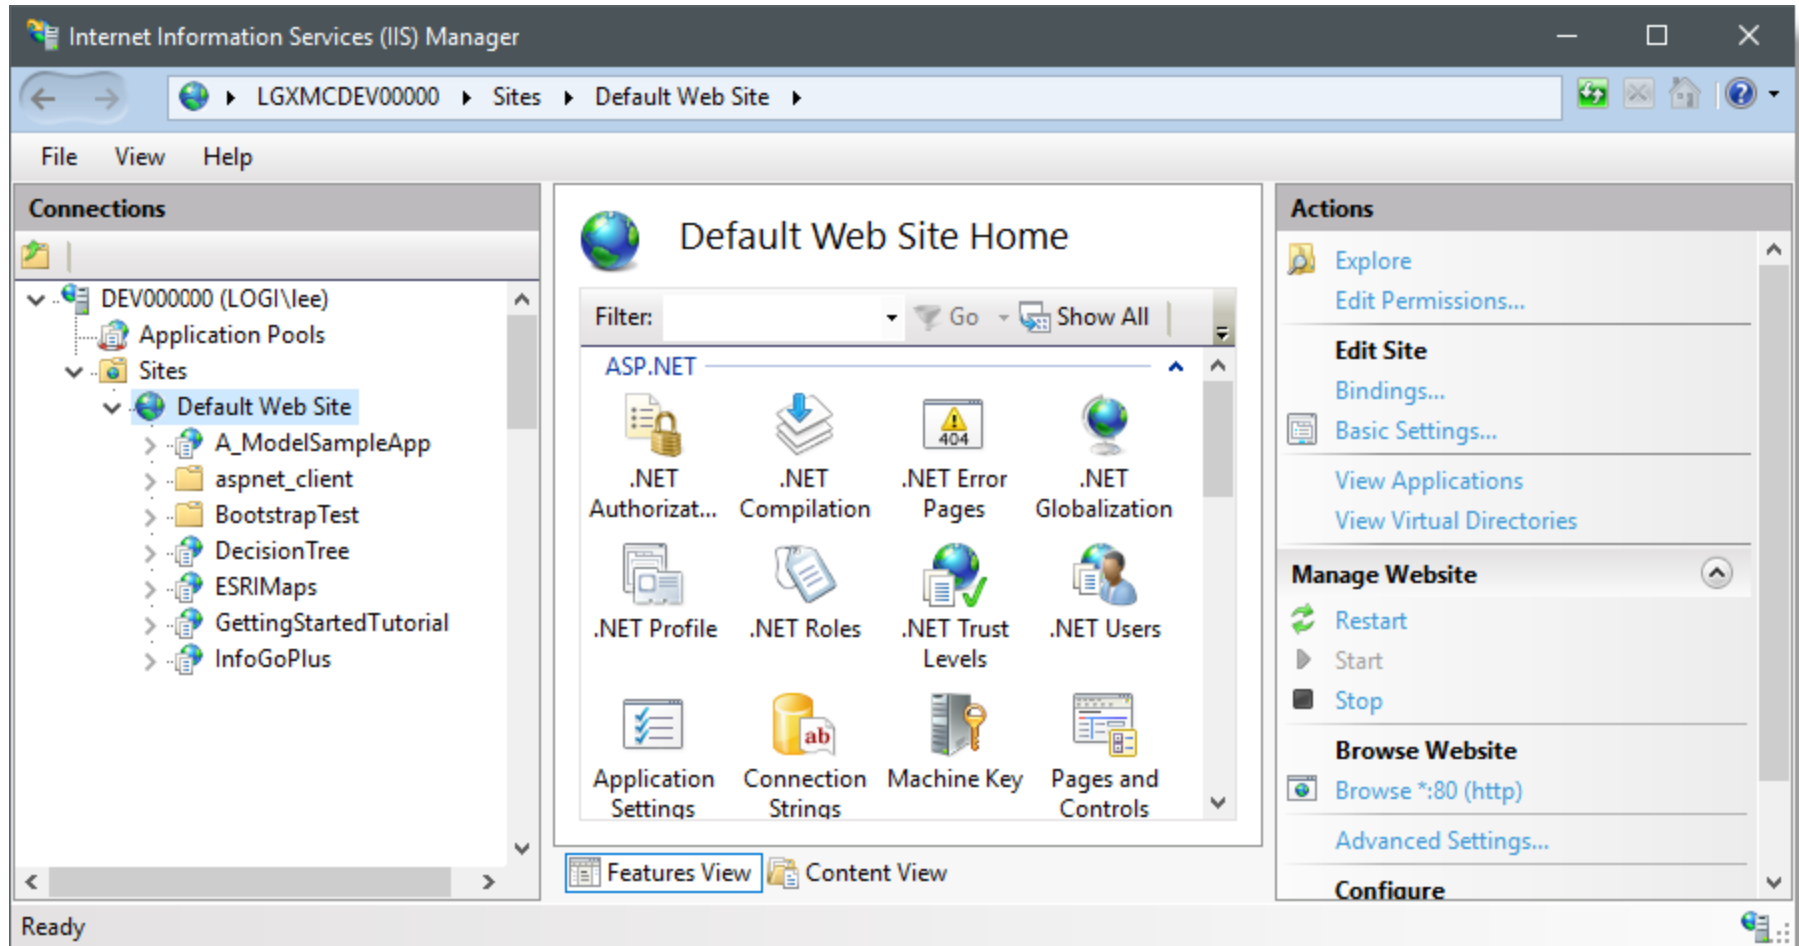 Internet Information Services (IIS) Manager
LGXMCDEV00000 Sites Default Web Site
File View Help
Connections
DEV000000 (LOGI\lee)
Application Pools
Sites
Default Web Site
A_ModelSampleApp
aspnet_client
BootstrapTest
DecisionTree
ESRIMaps
GettingStartedTutorial
InfoGoPlus
Default Web Site Home
Filter: Go Show All
ASP.NET
.NET Authorizat...
.NET Compilation
404
.NET Error Pages
.NET Globalization
.NET Profile
.NET Roles
.NET Trust Levels
.NET Users
Application Settings
ab
Connection Strings
Machine Key
Pages and Controls
Features View
Content View
Actions
Explore
Edit Permissions...
Edit Site
Bindings...
Basic Settings...
View Applications
View Virtual Directories
Manage Website
Restart
Start
Stop
Browse Website
Browse *:80 (http)
Advanced Settings...
Configure
Ready